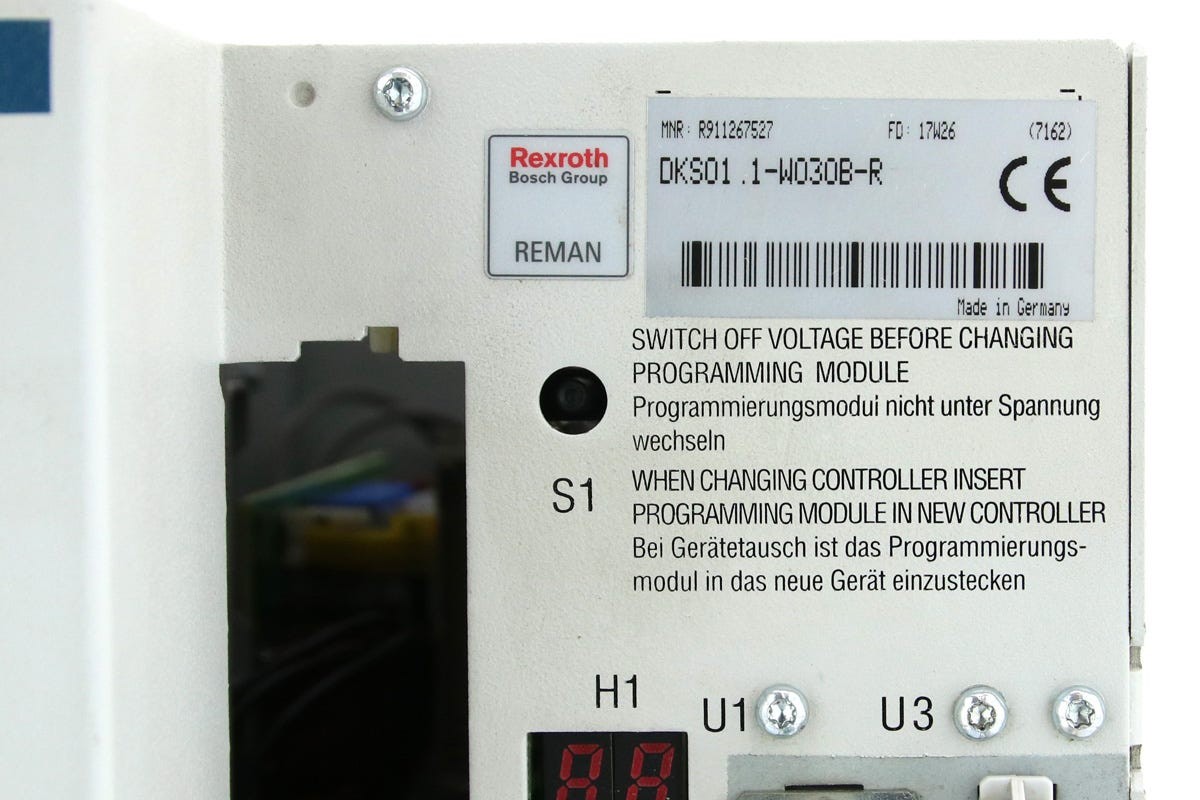 Rexroth
Bosch Group
REMAN
MNR: R911267527 FD: 17W26 (7162)
DKS01.1-W030B-R
CE
Made in Germany
SWITCH OFF VOLTAGE BEFORE CHANGING
PROGRAMMING MODULE
Programmierungsmodul nicht unter Spannung
wechseln
WHEN CHANGING CONTROLLER INSERT
PROGRAMMING MODULE IN NEW CONTROLLER
Bei Gerätetausch ist das Programmierungs-
modul in das neue Gerät einzustecken
S1
H1
U1
U3